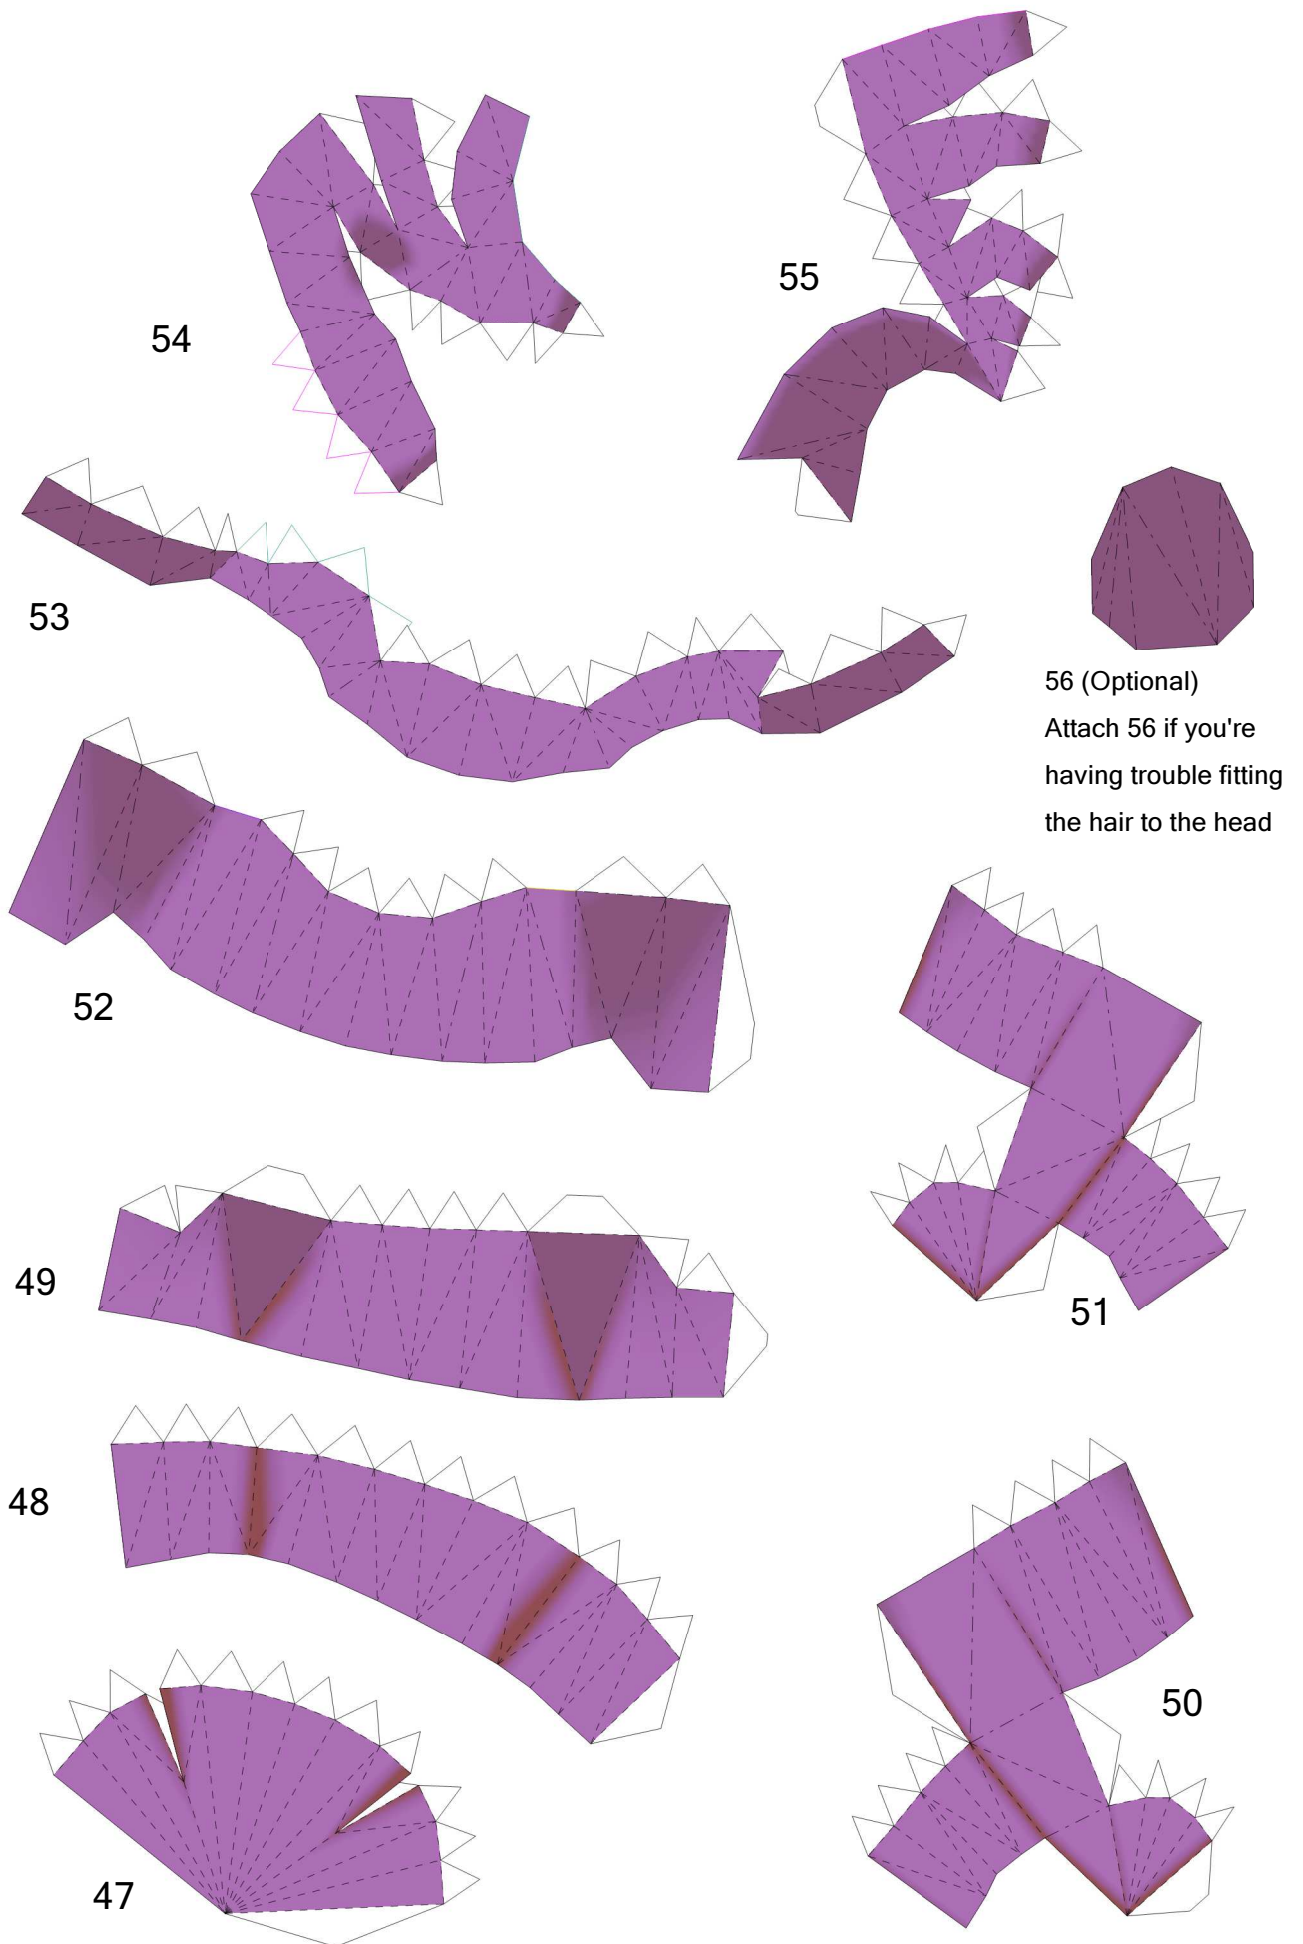 55
54
53
56 (Optional)
Attach 56 if you're
having trouble fitting
the hair to the head
52
49
51
48
50
47